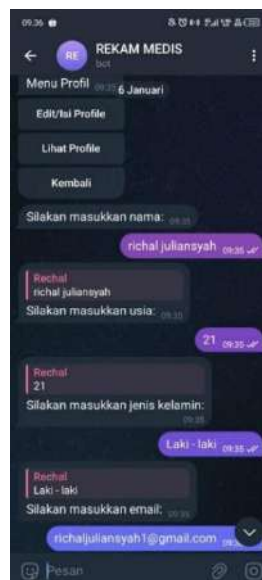 09.36
RE
REKAM MEDIS
bot
Menu Profil 09:35
6 Januari
Edit/Isi Profile
Lihat Profile
Kembali
Silakan masukkan nama: 09:35
richal juliansyah 09:35
Rechal
richal juliansyah
Silakan masukkan usia: 09:35
21 09:35
Rechal
21
Silakan masukkan jenis kelamin:
09:35
Laki - laki 09:35
Rechal
Laki - laki
Silakan masukkan email: 09:35
richaljuliansyah1@gmail.com
Pesan